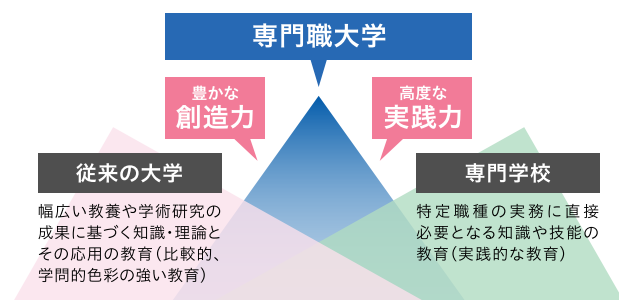 専門職大学
豊かな
創造力
高度な
実践力
従来の大学
幅広い教養や学術研究の
成果に基づく知識・理論と
その応用の教育（比較的、
学問的色彩の強い教育）
専門学校
特定職種の実務に直接
必要となる知識や技能の
教育（実践的な教育）